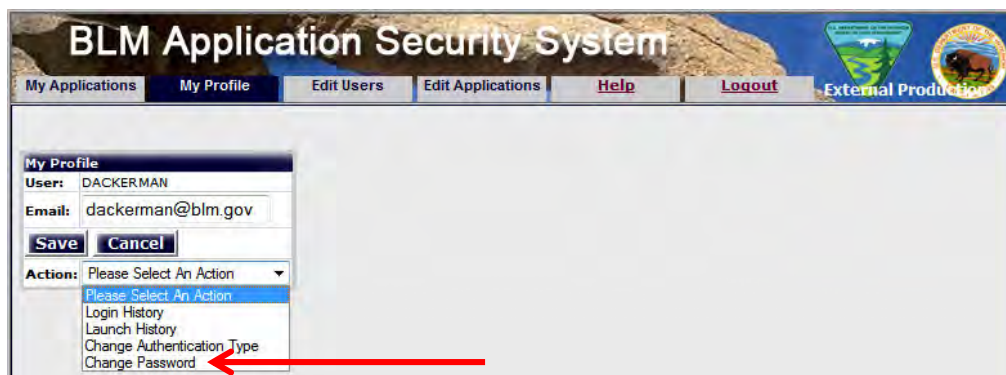 BLM Application Security System
My Applications My Profile Edit Users Edit Applications Help Logout External Production
My Profile
User: DACKERMAN
Email: dackerman@blm.gov
Save Cancel
Action: Please Select An Action
Please Select An Action
Login History
Launch History
Change Authentication Type
Change Password